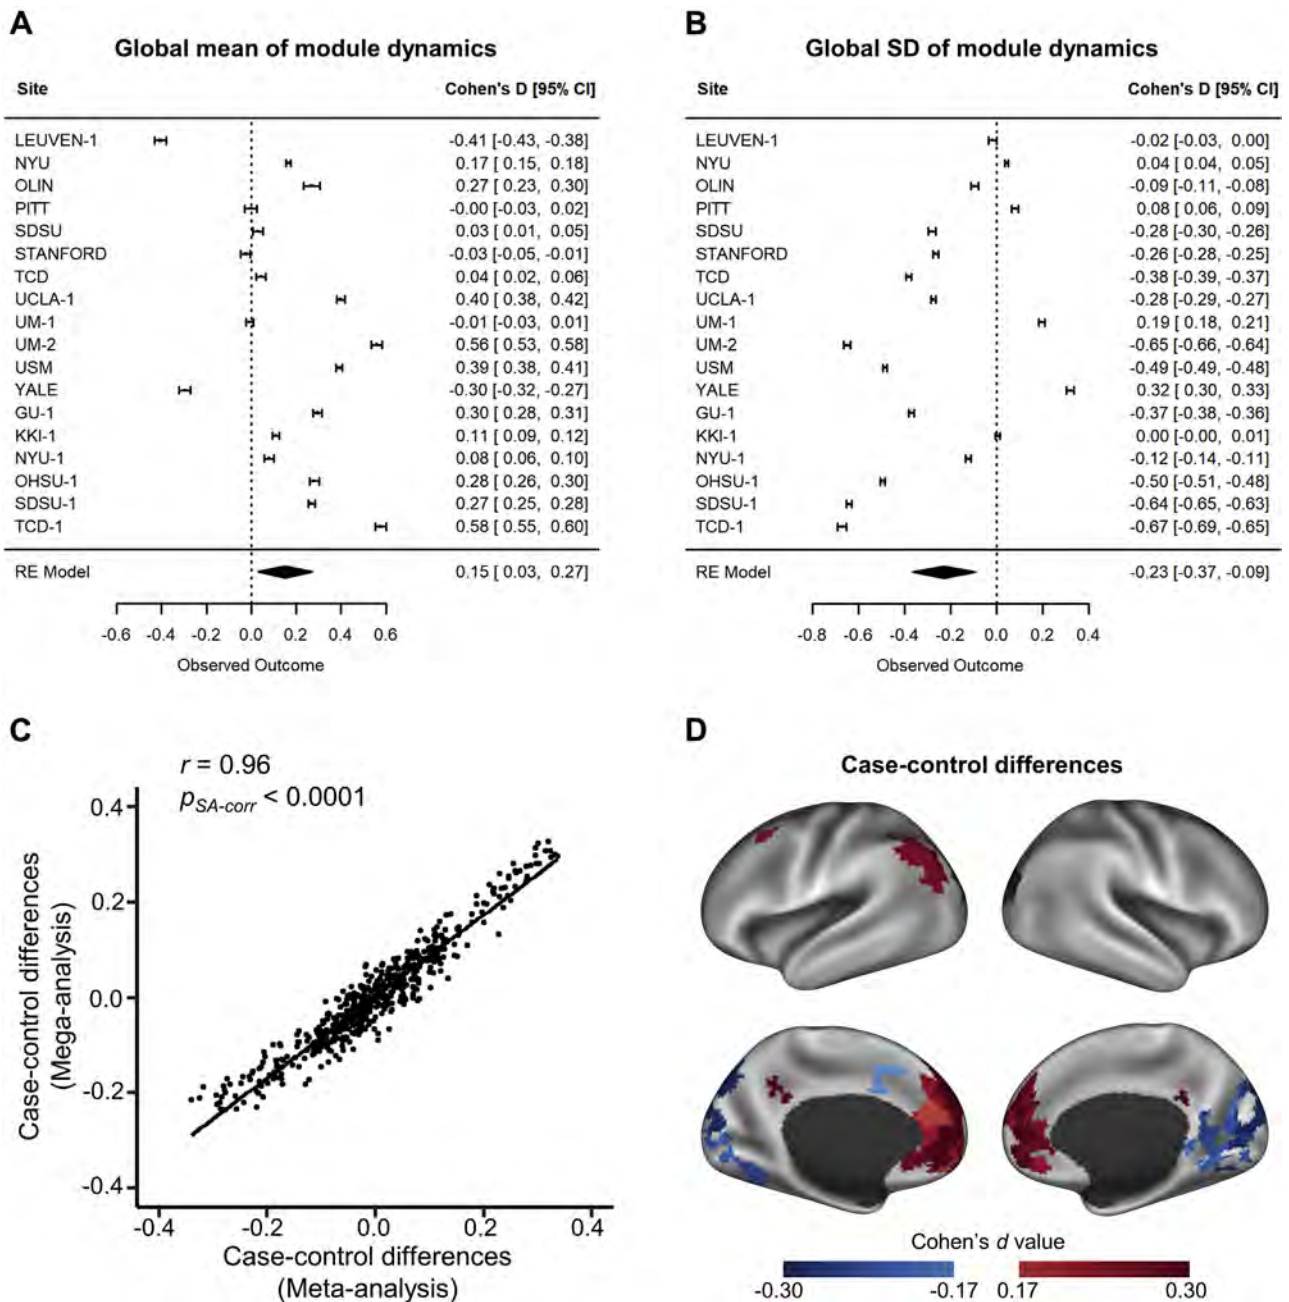 A
Global mean of module dynamics
Site Cohen's D [95% CI]
LEUVEN-1 -0.41 [-0.43, -0.38]
NYU 0.17 [ 0.15, 0.18]
OLIN 0.27 [ 0.23, 0.30]
PITT -0.00 [-0.03, 0.02]
SDSU 0.03 [ 0.01, 0.05]
STANFORD -0.03 [-0.05, -0.01]
TCD 0.04 [ 0.02, 0.06]
UCLA-1 0.40 [ 0.38, 0.42]
UM-1 -0.01 [-0.03, 0.01]
UM-2 0.56 [ 0.53, 0.58]
USM 0.39 [ 0.38, 0.41]
YALE -0.30 [-0.32, -0.27]
GU-1 0.30 [ 0.28, 0.31]
KKI-1 0.11 [ 0.09, 0.12]
NYU-1 0.08 [ 0.06, 0.10]
OHSU-1 0.28 [ 0.26, 0.30]
SDSU-1 0.27 [ 0.25, 0.28]
TCD-1 0.58 [ 0.55, 0.60]
RE Model 0.15 [ 0.03, 0.27]
-0.6 -0.4 -0.2 0.0 0.2 0.4 0.6
Observed Outcome
B
Global SD of module dynamics
Site Cohen's D [95% CI]
LEUVEN-1 -0.02 [-0.03, 0.00]
NYU 0.04 [ 0.04, 0.05]
OLIN -0.09 [-0.11, -0.08]
PITT 0.08 [ 0.06, 0.09]
SDSU -0.28 [-0.30, -0.26]
STANFORD -0.26 [-0.28, -0.25]
TCD -0.38 [-0.39, -0.37]
UCLA-1 -0.28 [-0.29, -0.27]
UM-1 0.19 [ 0.18, 0.21]
UM-2 -0.65 [-0.66, -0.64]
USM -0.49 [-0.49, -0.48]
YALE 0.32 [ 0.30, 0.33]
GU-1 -0.37 [-0.38, -0.36]
KKI-1 0.00 [-0.00, 0.01]
NYU-1 -0.12 [-0.14, -0.11]
OHSU-1 -0.50 [-0.51, -0.48]
SDSU-1 -0.64 [-0.65, -0.63]
TCD-1 -0.67 [-0.69, -0.65]
RE Model -0.23 [-0.37, -0.09]
-0.8 -0.6 -0.4 -0.2 0.0 0.2 0.4
Observed Outcome
C
r = 0.96
pSA-corr < 0.0001
Case-control differences
(Mega-analysis)
0.4
0.2
0.0
-0.2
-0.4
-0.4 -0.2 0.0 0.2 0.4
Case-control differences
(Meta-analysis)
D
Case-control differences
Cohen's d value
-0.30 -0.17 0.17 0.30